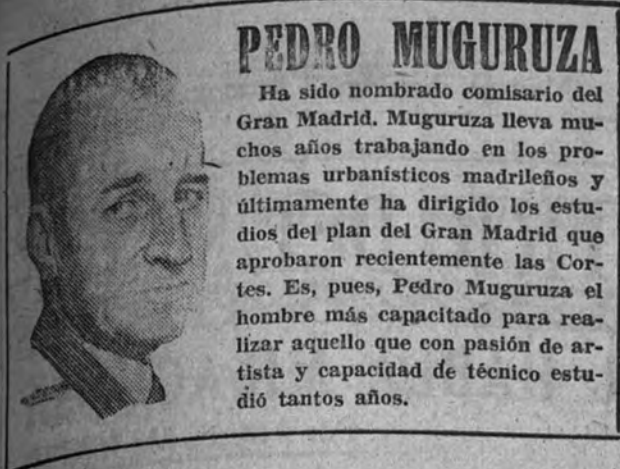 PEDRO MUGURUZA
Ha sido nombrado comisario del
Gran Madrid. Muguruza lleva mu-
chos años trabajando en los pro-
blemas urbanísticos madrileños y
últimamente ha dirigido los estu-
dios del plan del Gran Madrid que
aprobaron recientemente las Cor-
tes. Es, pues, Pedro Muguruza el
hombre más capacitado para rea-
lizar aquello que con pasión de ar-
tista y capacidad de técnico estu-
dió tantos años.